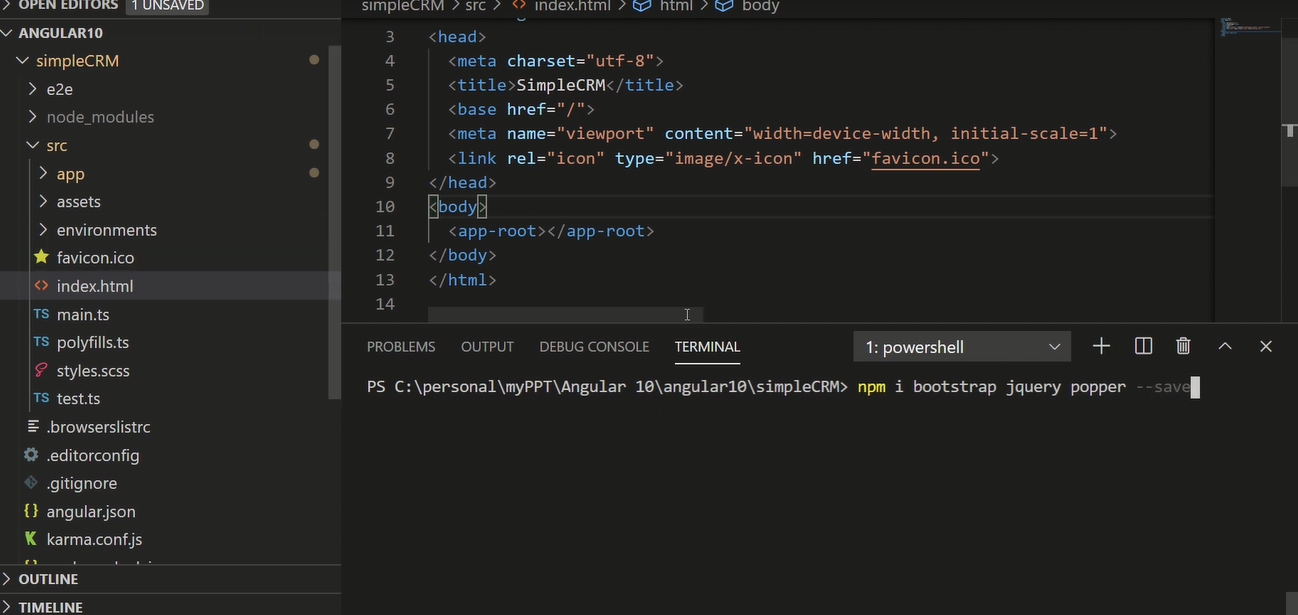 OPEN EDITORS 1 UNSAVED
ANGULAR10
simpleCRM
e2e
node_modules
src
app
assets
environments
favicon.ico
index.html
TS main.ts
TS polyfills.ts
styles.scss
TS test.ts
.browserslistrc
.editorconfig
.gitignore
{} angular.json
karma.conf.js
OUTLINE
TIMELINE
simpleCRM > src > <> index.html > html > body
3 <head>
4 <meta charset="utf-8">
5 <title>SimpleCRM</title>
6 <base href="/">
7 <meta name="viewport" content="width=device-width, initial-scale=1">
8 <link rel="icon" type="image/x-icon" href="favicon.ico">
9 </head>
10 <body>
11 <app-root></app-root>
12 </body>
13 </html>
14
PROBLEMS OUTPUT DEBUG CONSOLE TERMINAL 1: powershell
PS C:\personal\myPPT\Angular 10\angular10\simpleCRM> npm i bootstrap jquery popper --save